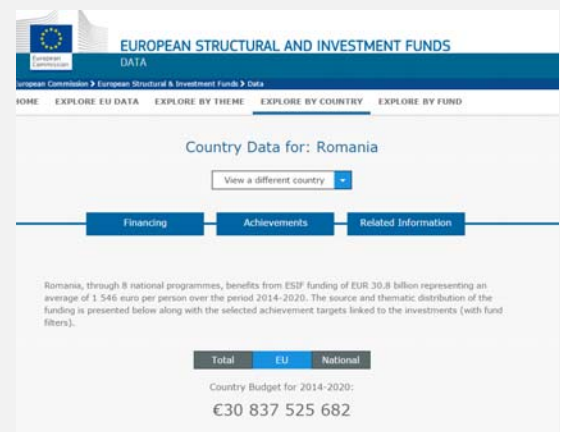 European
Commission
EUROPEAN STRUCTURAL AND INVESTMENT FUNDS
DATA
European Commission > European Structural & Investment Funds > Data
HOME EXPLORE EU DATA EXPLORE BY THEME EXPLORE BY COUNTRY EXPLORE BY FUND
Country Data for: Romania
View a different country
Financing Achievements Related Information
Romania, through 8 national programmes, benefits from ESIF funding of EUR 30.8 billion representing an
average of 1 546 euro per person over the period 2014-2020. The source and thematic distribution of the
funding is presented below along with the selected achievement targets linked to the investments (with fund
filters).
Total EU National
Country Budget for 2014-2020:
€30 837 525 682